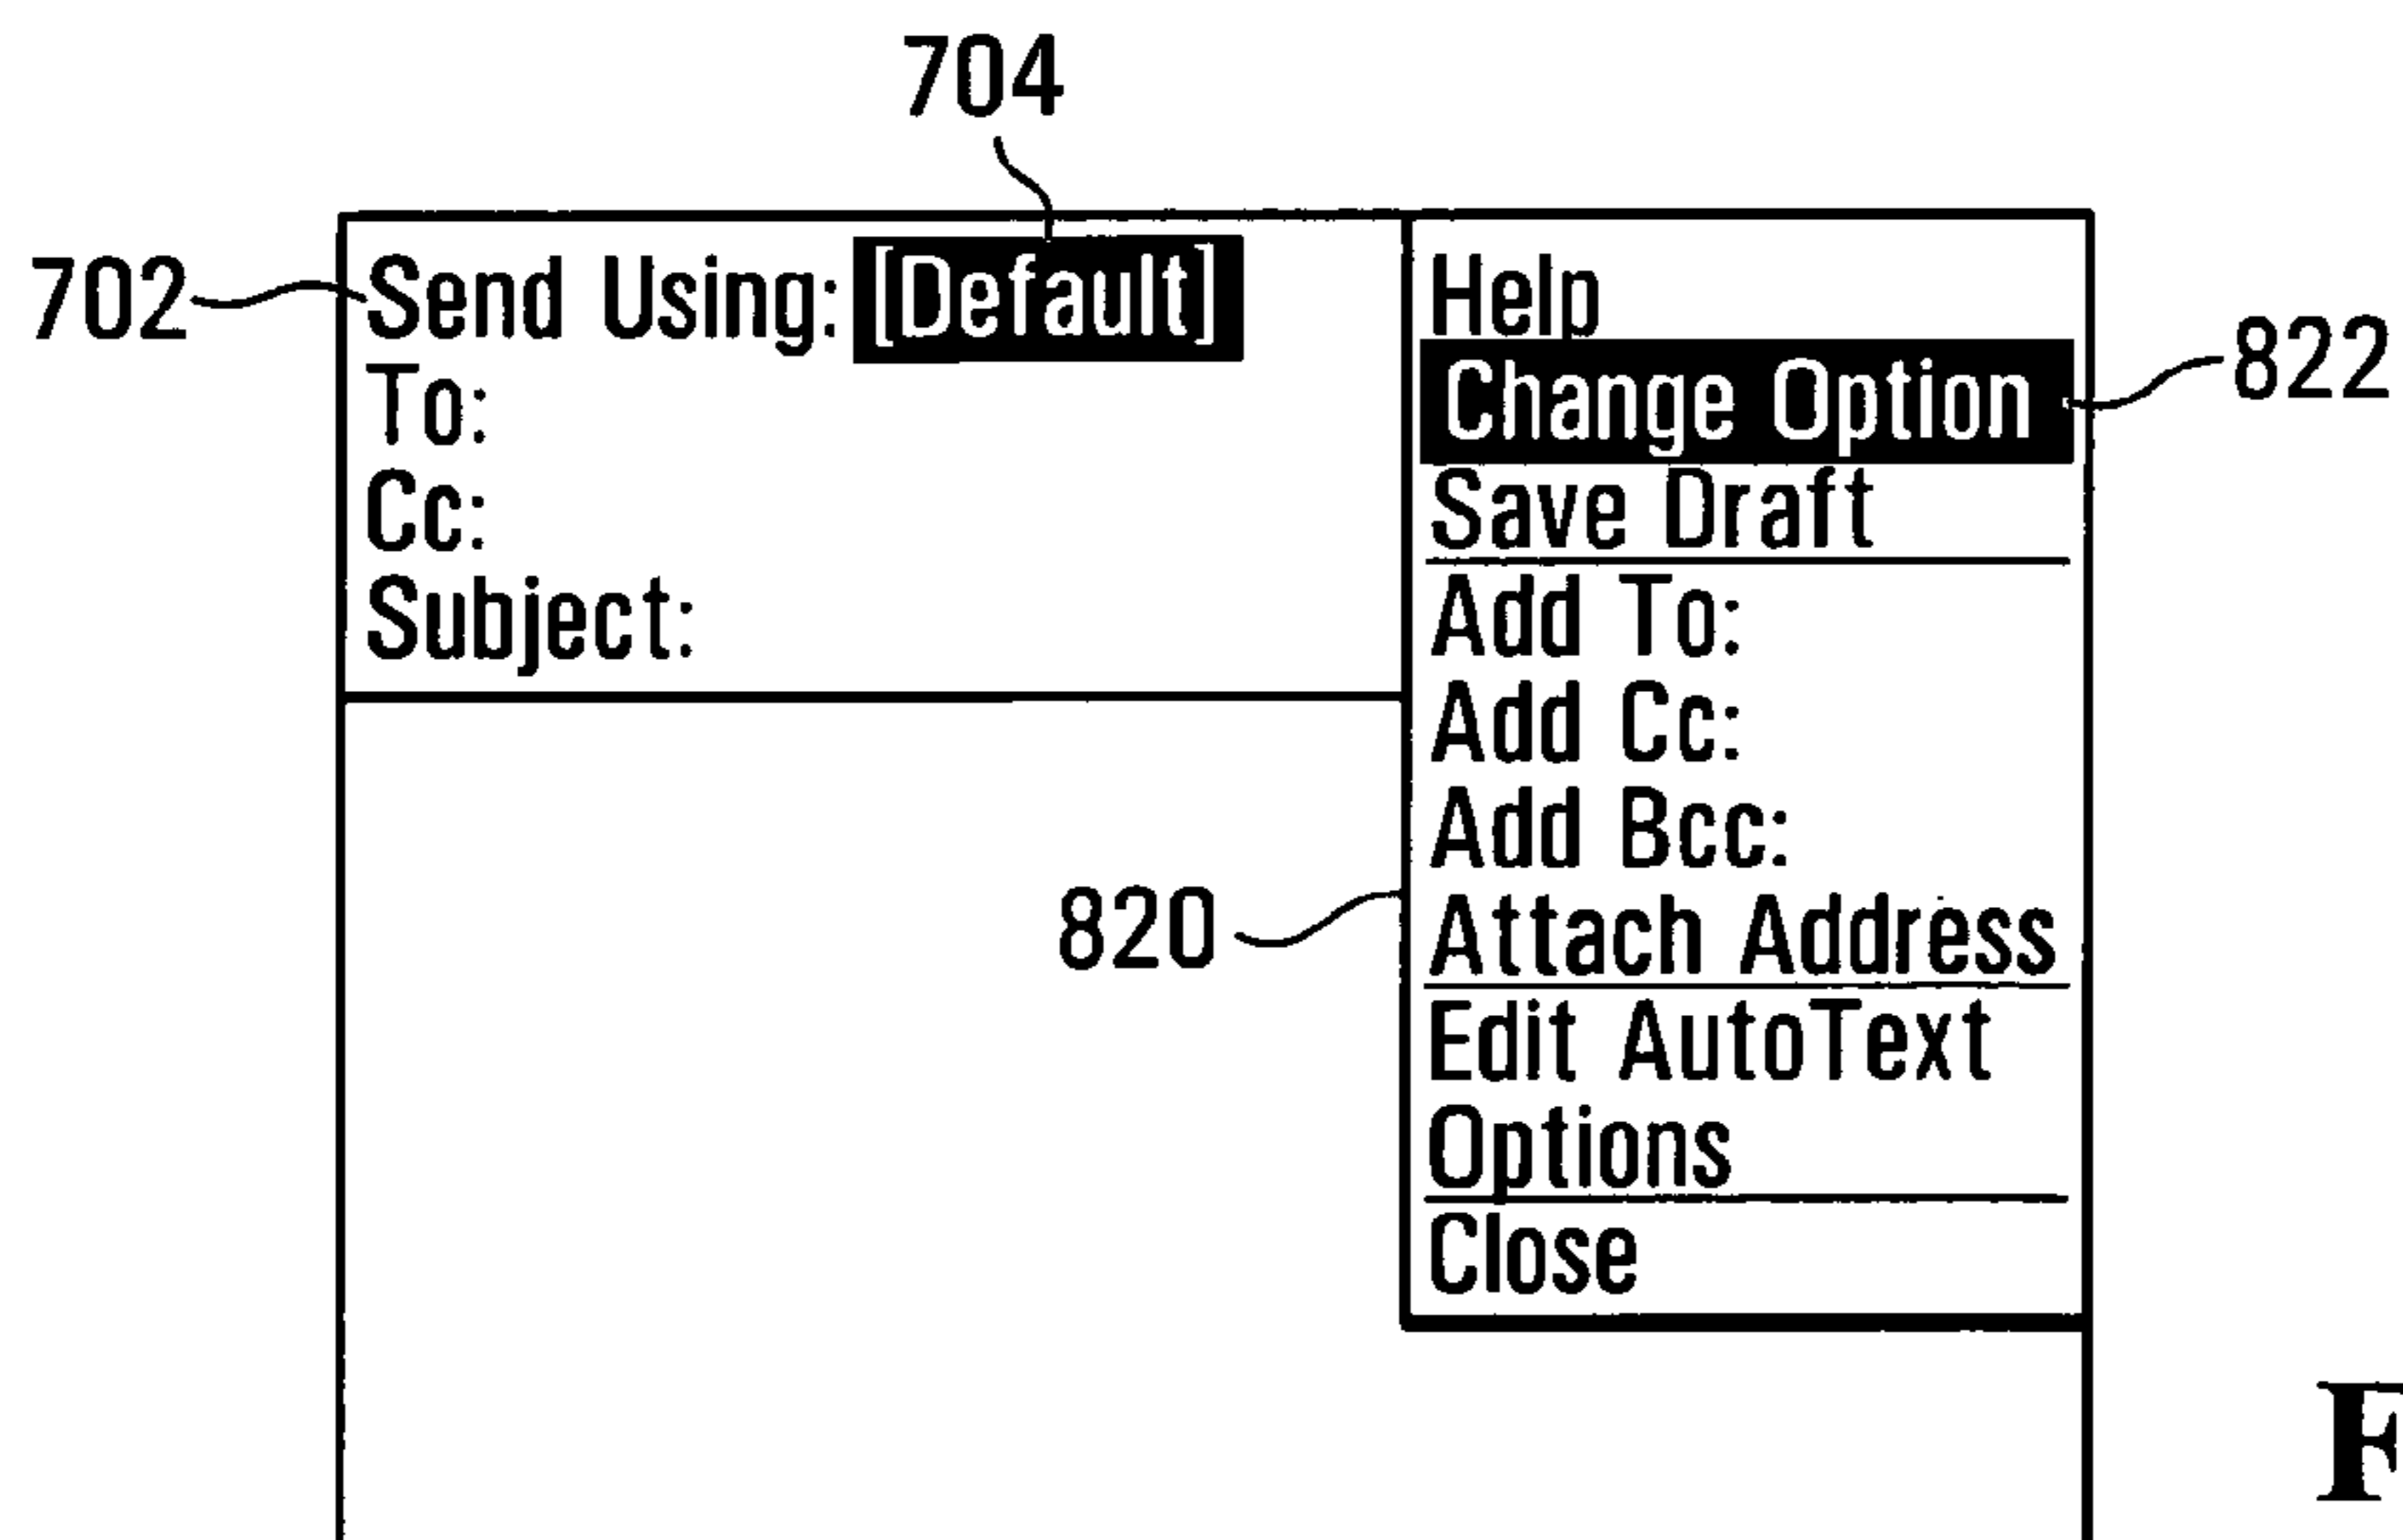 704
702
Send Using: [Default]
To:
Cc:
Subject:
Help
Change Option
822
Save Draft
Add To:
Add Cc:
Add Bcc:
820
Attach Address
Edit AutoText
Options
Close
F